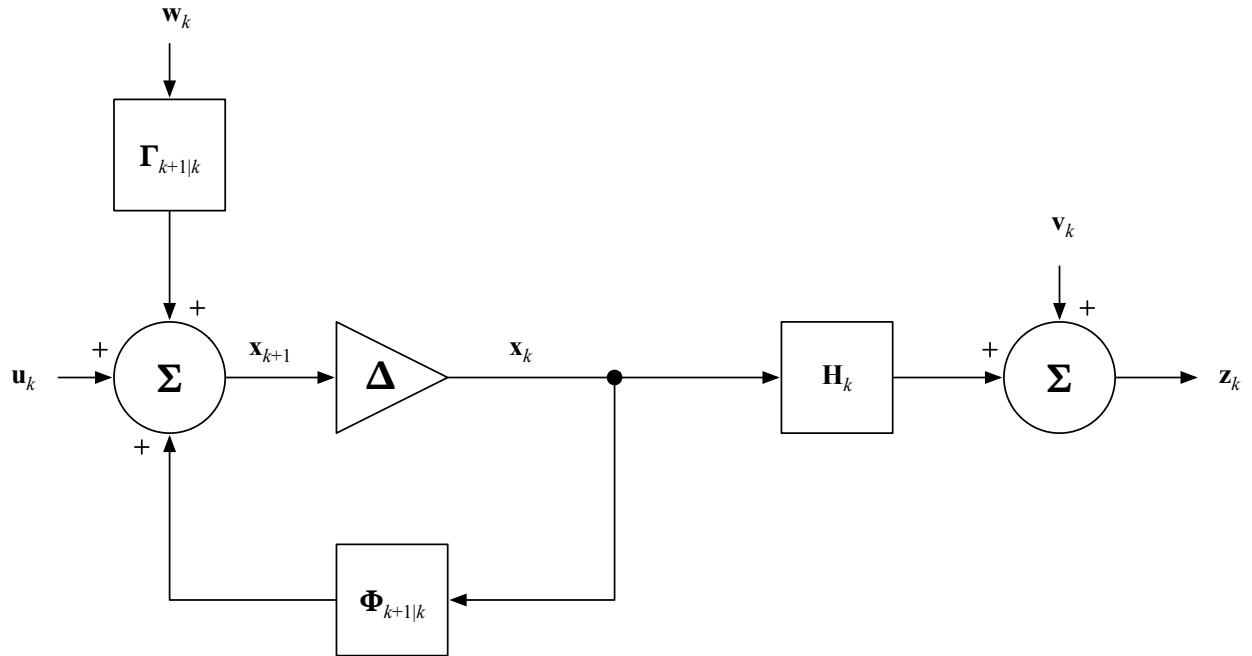 w_k
Γ_{k+1|k}
v_k
+
+
+
x_{k+1}
x_k
+
u_k
Σ
Δ
H_k
Σ
z_k
+
Φ_{k+1|k}